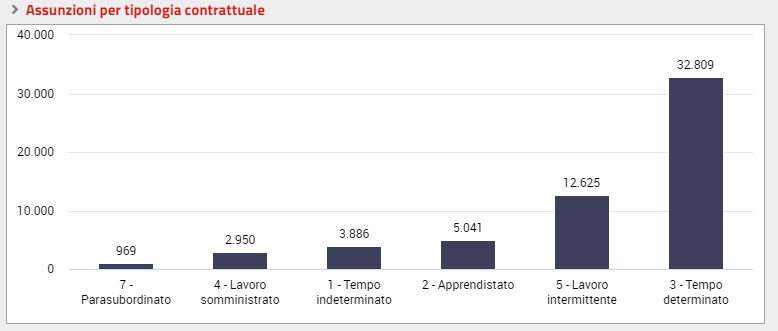 Assunzioni per tipologia contrattuale
40.000
30.000
20.000
10.000
0
969
2.950
3.886
5.041
12.625
32.809
7 -
Parasubordinato
4 - Lavoro
somministrato
1 - Tempo
indeterminato
2 - Apprendistato
5 - Lavoro
intermittente
3 - Tempo
determinato